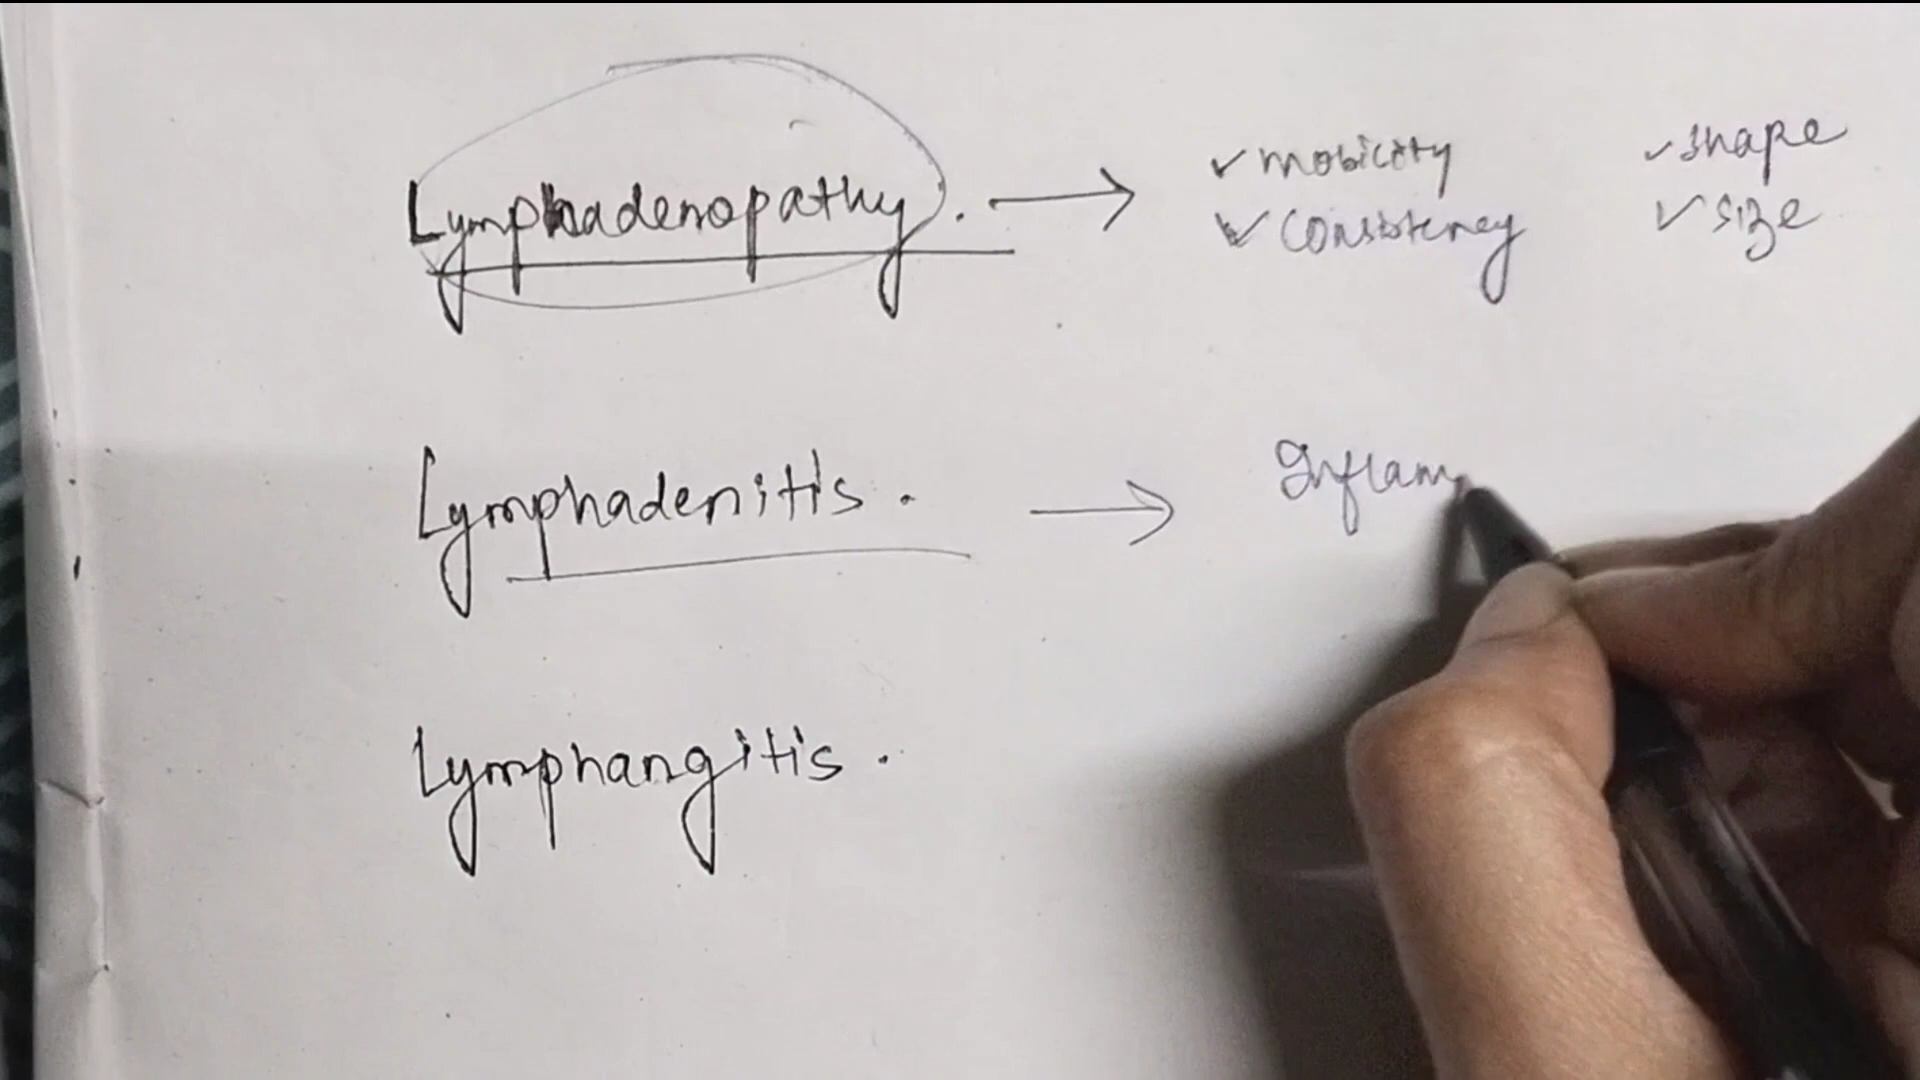 Lymphadenopathy. → ✓ mobility ✓ shape
✓ consistency ✓ size
Lymphadenitis. → Inflam
Lymphangitis.